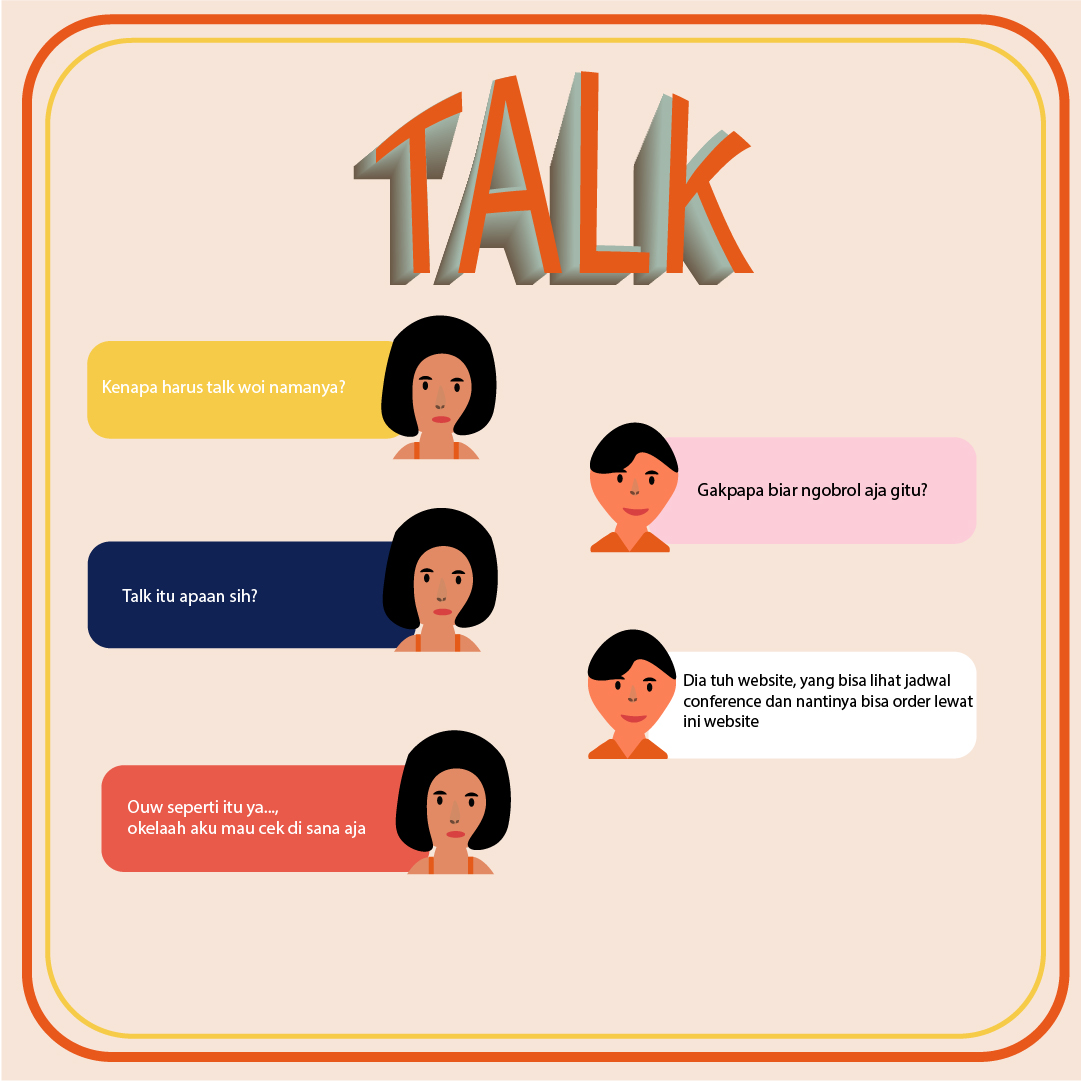 TALK
Kenapa harus talk woi namanya?
Gakpapa biar ngobrol aja gitu?
Talk itu apaan sih?
Dia tuh website, yang bisa lihat jadwal
conference dan nantinya bisa order lewat
ini website
Ouw seperti itu ya...,
okelaah aku mau cek di sana aja